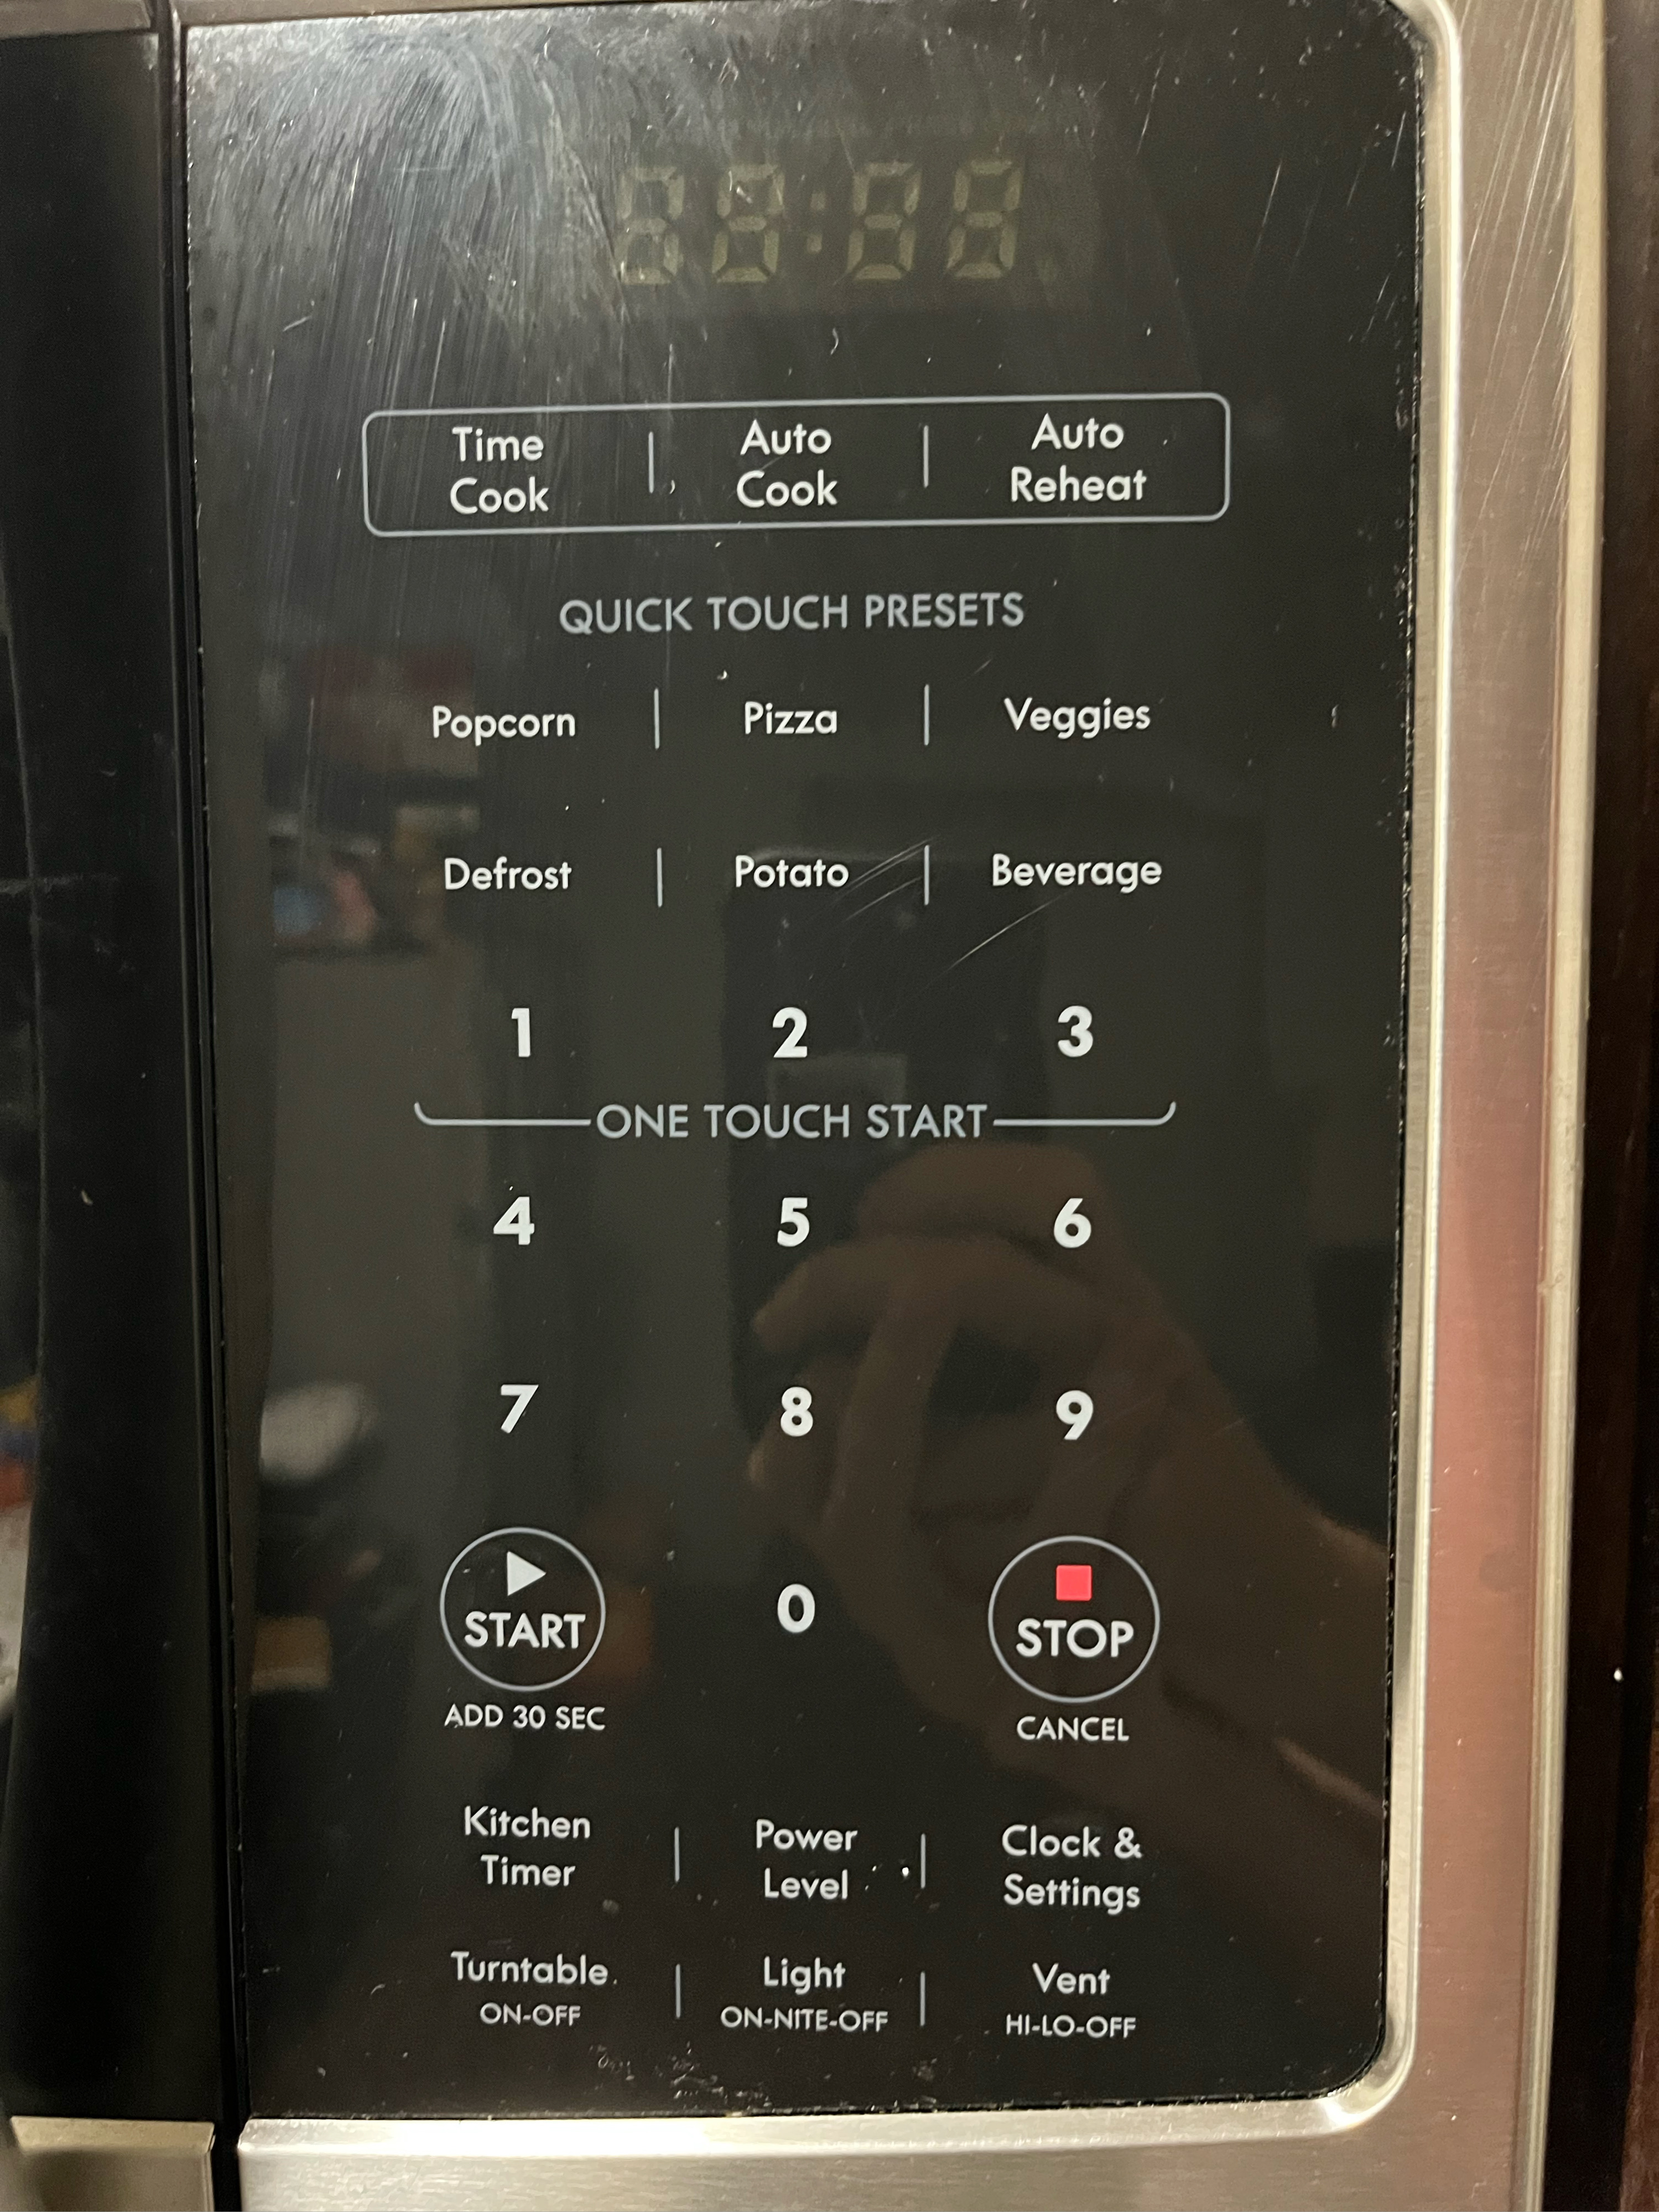 Time Auto Auto
Cook Cook Reheat
QUICK TOUCH PRESETS
Popcorn Pizza Veggies
Defrost Potato Beverage
1 2 3
ONE TOUCH START
4 5 6
7 8 9
START 0 STOP
ADD 30 SEC CANCEL
Kitchen Power Clock &
Timer Level Settings
Turntable Light Vent
ON-OFF ON-NITE-OFF HI-LO-OFF